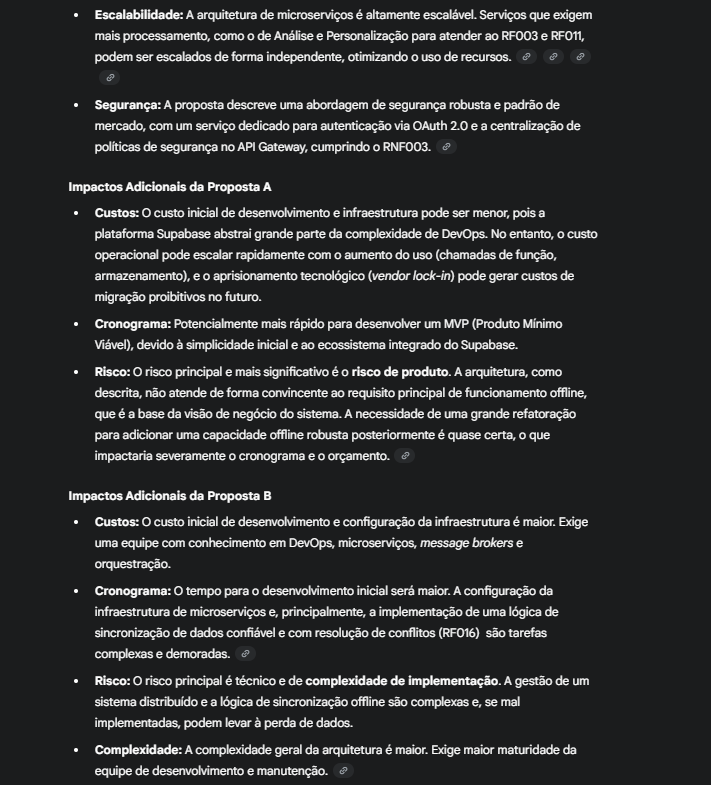 • Escalabilidade: A arquitetura de microserviços é altamente escalável. Serviços que exigem
mais processamento, como o de Análise e Personalização para atender ao RF003 e RF011,
podem ser escalados de forma independente, otimizando o uso de recursos.
• Segurança: A proposta descreve uma abordagem de segurança robusta e padrão de
mercado, com um serviço dedicado para autenticação via OAuth 2.0 e a centralização de
políticas de segurança no API Gateway, cumprindo o RNF003.
Impactos Adicionais da Proposta A
• Custos: O custo inicial de desenvolvimento e infraestrutura pode ser menor, pois a
plataforma Supabase abstrai grande parte da complexidade de DevOps. No entanto, o custo
operacional pode escalar rapidamente com o aumento do uso (chamadas de função,
armazenamento), e o aprisionamento tecnológico (vendor lock-in) pode gerar custos de
migração proibitivos no futuro.
• Cronograma: Potencialmente mais rápido para desenvolver um MVP (Produto Mínimo
Viável), devido à simplicidade inicial e ao ecossistema integrado do Supabase.
• Risco: O risco principal e mais significativo é o risco de produto. A arquitetura, como
descrita, não atende de forma convincente ao requisito principal de funcionamento offline,
que é a base da visão de negócio do sistema. A necessidade de uma grande refatoração
para adicionar uma capacidade offline robusta posteriormente é quase certa, o que
impactaria severamente o cronograma e o orçamento.
Impactos Adicionais da Proposta B
• Custos: O custo inicial de desenvolvimento e configuração da infraestrutura é maior. Exige
uma equipe com conhecimento em DevOps, microserviços, message brokers e
orquestração.
• Cronograma: O tempo para o desenvolvimento inicial será maior. A configuração da
infraestrutura de microserviços e, principalmente, a implementação de uma lógica de
sincronização de dados confiável e com resolução de conflitos (RF016) são tarefas
complexas e demoradas.
• Risco: O risco principal é técnico e de complexidade de implementação. A gestão de um
sistema distribuído e a lógica de sincronização offline são complexas e, se mal
implementadas, podem levar à perda de dados.
• Complexidade: A complexidade geral da arquitetura é maior. Exige maior maturidade da
equipe de desenvolvimento e manutenção.